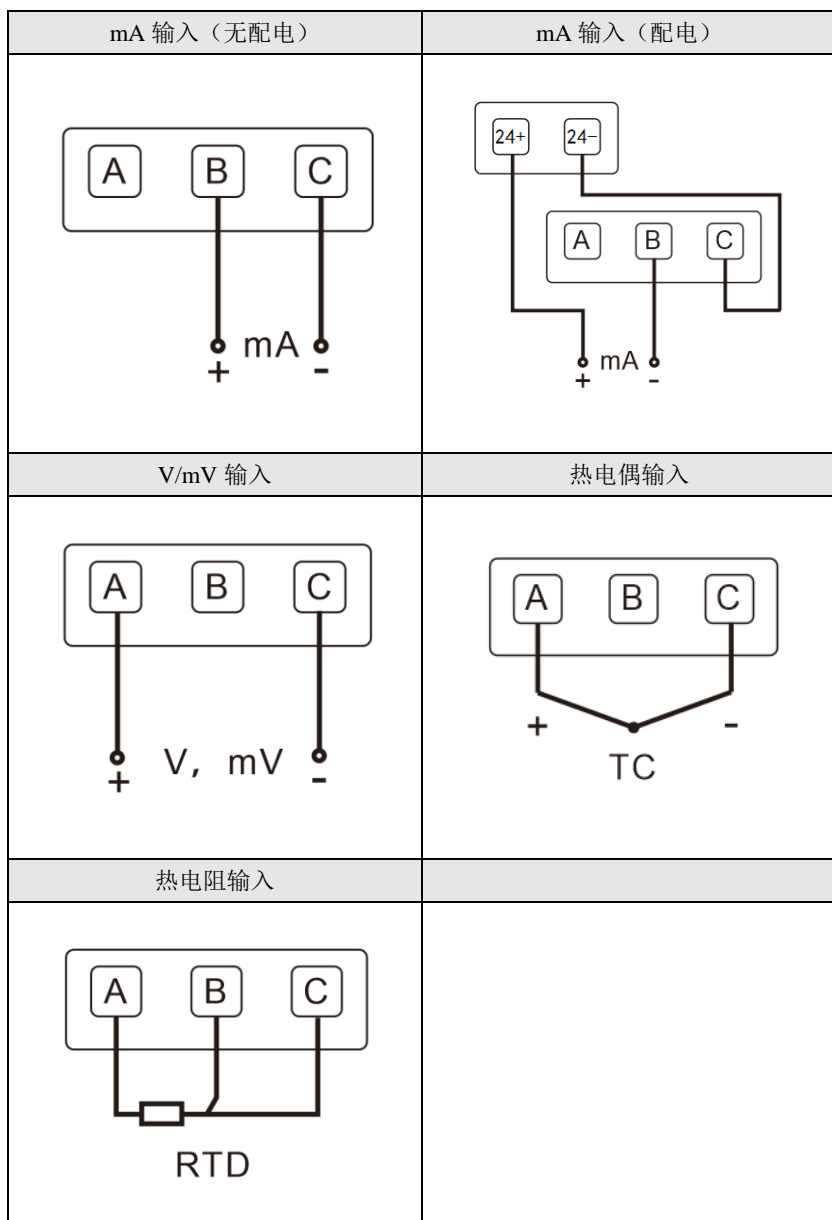 mA 输入（无配电）
mA 输入（配电）
A B C
mA
+ -
24+ 24-
A B C
mA
+ -
V/mV 输入
热电偶输入
A B C
V, mV
+ -
A B C
+ -
TC
热电阻输入
A B C
RTD